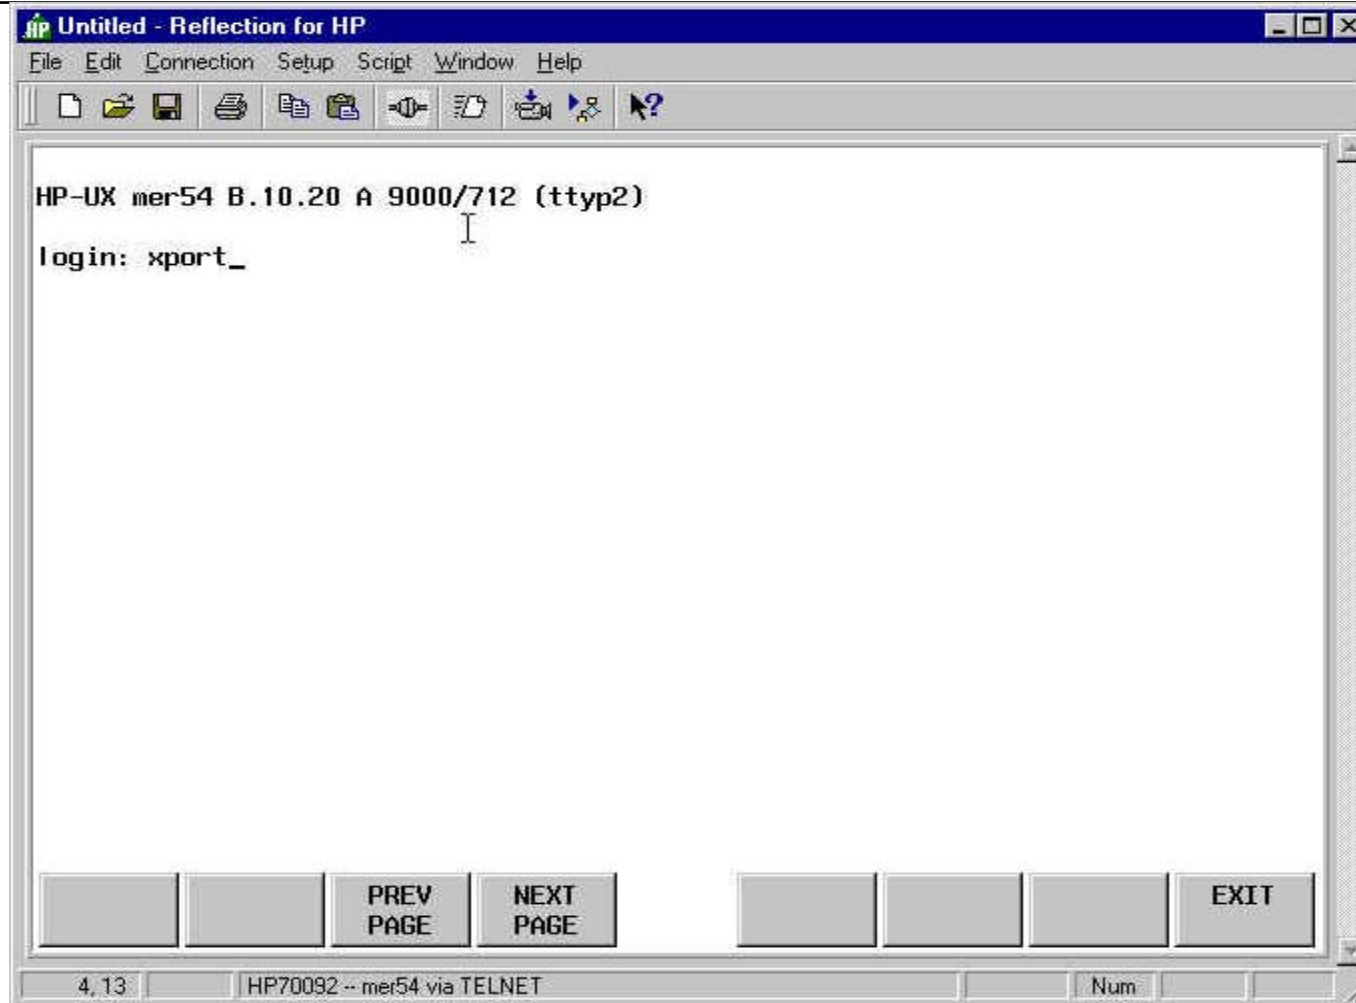 Untitled - Reflection for HP
File Edit Connection Setup Script Window Help
HP-UX mer54 B.10.20 A 9000/712 (ttyp2)
login: xport_
PREV PAGE
NEXT PAGE
EXIT
4, 13 HP70092 -- mer54 via TELNET Num